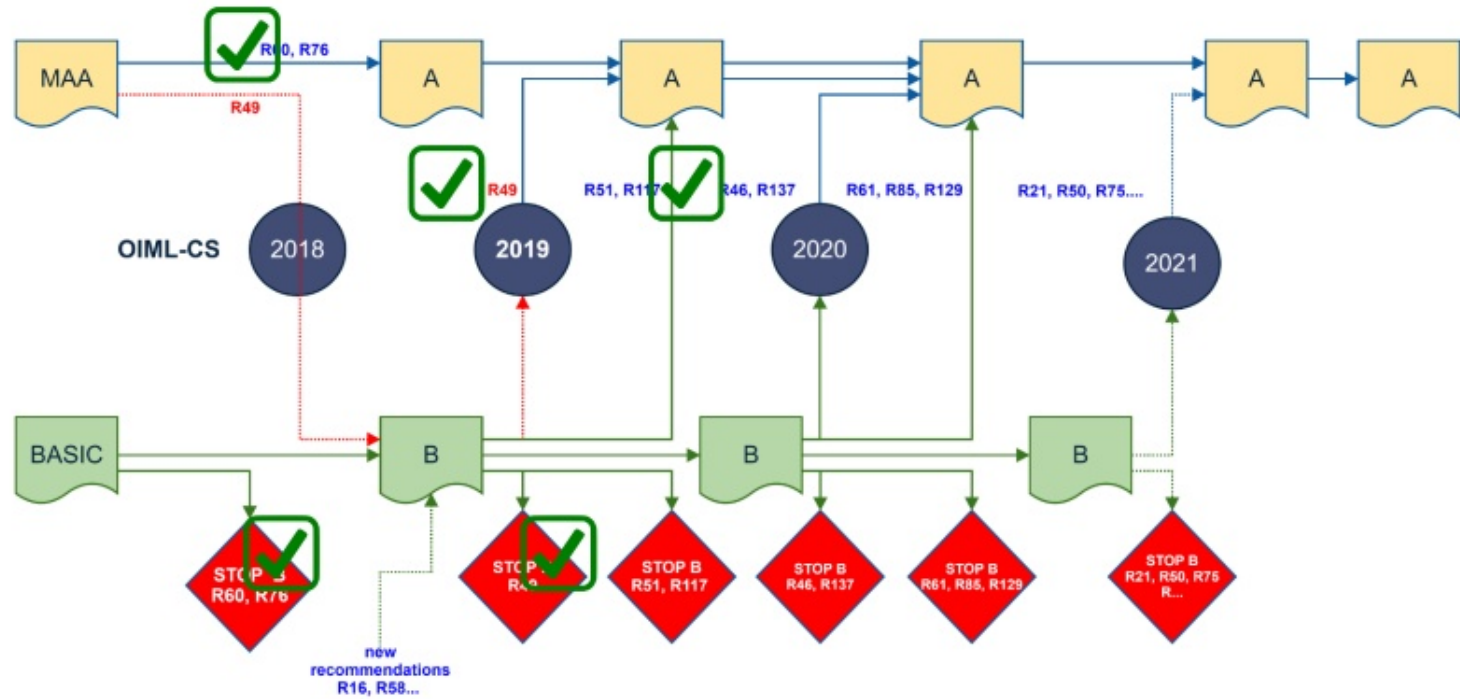 R60, R76
MAA
A
A
A
A
A
R49
R49
R51, R117
R46, R137
R61, R85, R129
R21, R50, R75....
OIML-CS
2018
2019
2020
2021
BASIC
B
B
B
STOP B
R60, R76
STOP
R49
STOP B
R51, R117
STOP B
R46, R137
STOP B
R61, R85, R129
STOP B
R21, R50, R75
R...
new
recommendations
R16, R58...